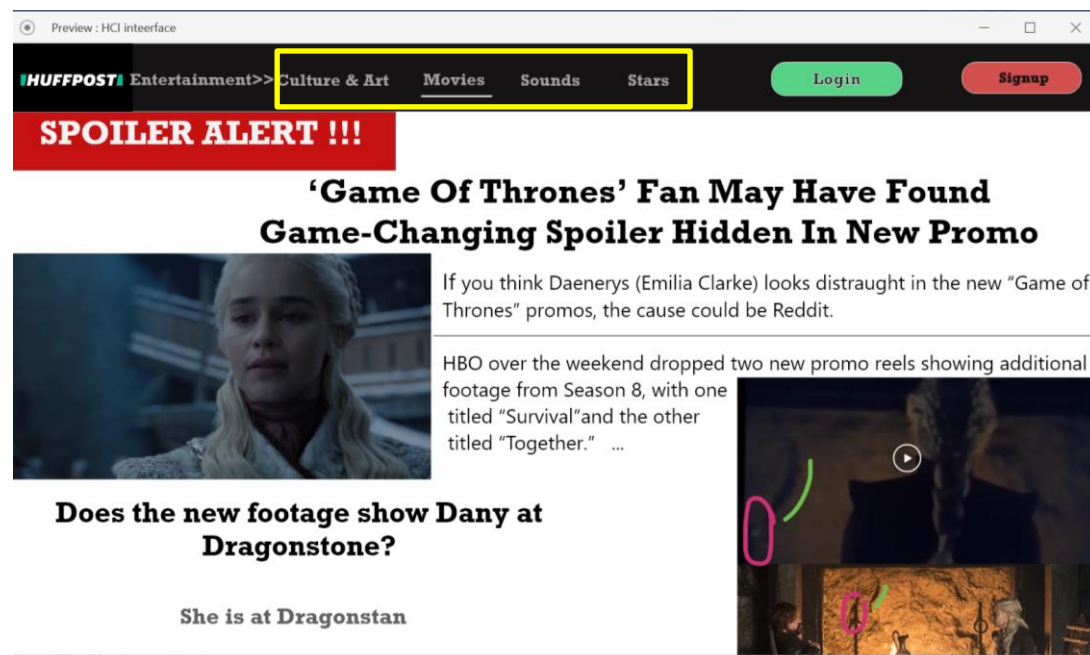 Preview : HCI inteerface
HUFFPOST Entertainment>> Culture & Art Movies Sounds Stars Login Signup
SPOILER ALERT !!!
‘Game Of Thrones’ Fan May Have Found
Game-Changing Spoiler Hidden In New Promo
If you think Daenerys (Emilia Clarke) looks distraught in the new “Game of
Thrones” promos, the cause could be Reddit.
HBO over the weekend dropped two new promo reels showing additional
footage from Season 8, with one
titled “Survival”and the other
titled “Together.” ...
Does the new footage show Dany at
Dragonstone?
She is at Dragonstan